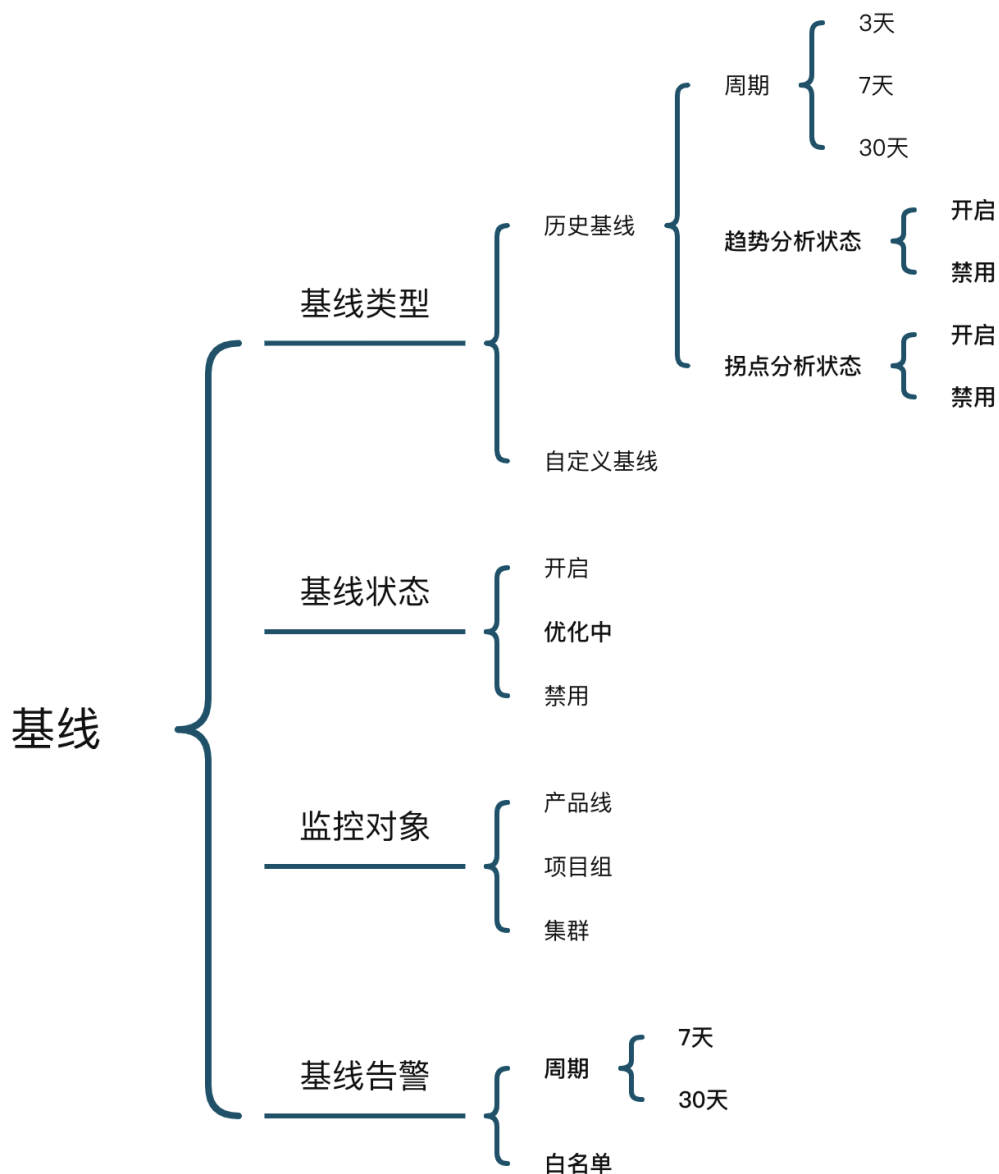 基线
基线类型
历史基线
周期
3天
7天
30天
趋势分析状态
开启
禁用
拐点分析状态
开启
禁用
自定义基线
基线状态
开启
优化中
禁用
监控对象
产品线
项目组
集群
基线告警
周期
7天
30天
白名单